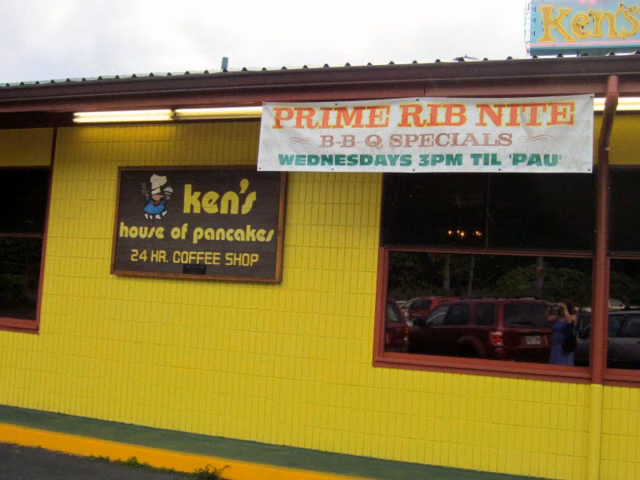 Ken's
PRIME RIB NITE
B-B-Q SPECIALS
WEDNESDAYS 3PM TIL 'PAU'
ken's
house of pancakes
24 HR. COFFEE SHOP